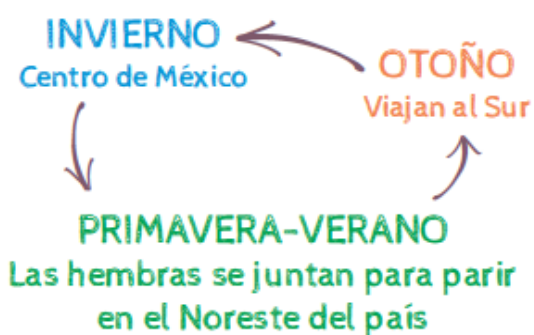 INVIERNO
Centro de México
OTOÑO
Viajan al Sur
PRIMAVERA-VERANO
Las hembras se juntan para parir
en el Noreste del país